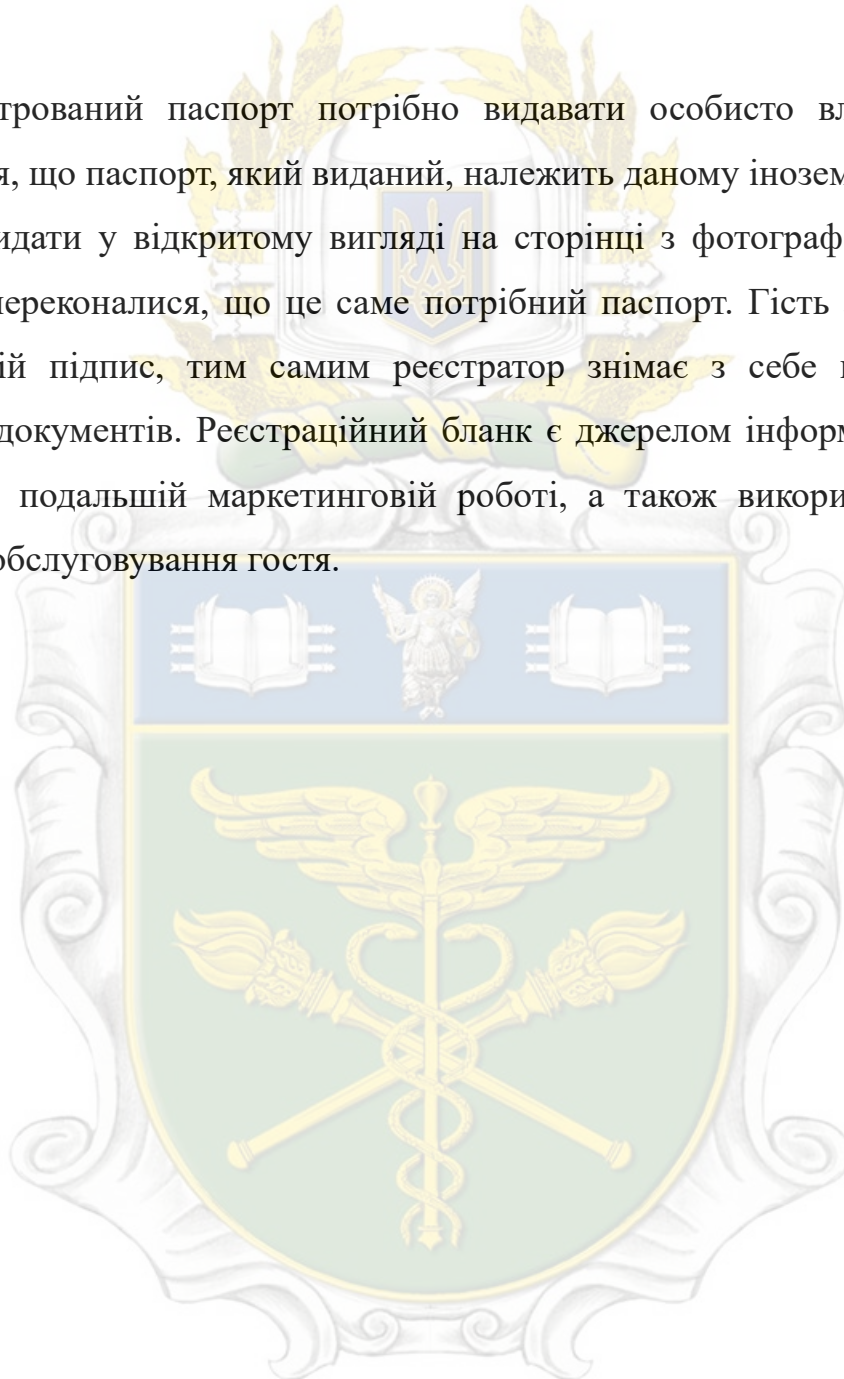 трований паспорт потрібно видавати особисто вл
я, що паспорт, який виданий, належить даному інозем
идати у відкритому вигляді на сторінці з фотограф
переконалися, що це саме потрібний паспорт. Гість
ій підпис, тим самим реєстратор знімає з себе
документів. Реєстраційний бланк є джерелом інформ
подальшій маркетинговій роботі, а також викори
обслуговування гостя.